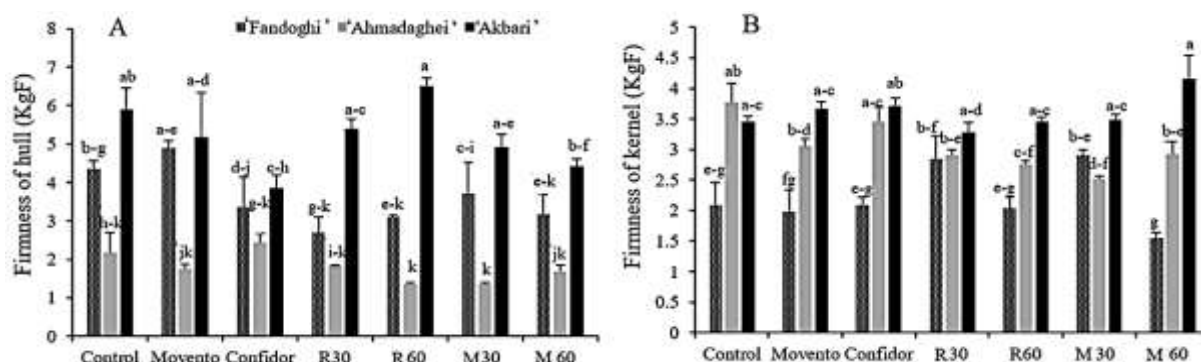 A
'Fandoghi' 'Ahmadaghei' 'Akbari'
Firmness of hull (KgF)
8
7
6
5
4
3
2
1
0
b-g
h-k
ab
a-e
jk
a-d
d-j
g-k
c-h
g-k
i-k
a-c
e-k
k
a
c-i
k
a-e
e-k
jk
b-f
Control Movento Confidor R30 R60 M30 M 60
B
Firmness of kernel (KgF)
5
4.5
4
3.5
3
2.5
2
1.5
1
0.5
0
e-g
ab
a-c
fg
b-d
a-c
e-g
a-c
ab
b-f
b-e
a-d
e-g
c-f
a-c
b-e
d-f
a-c
g
b-e
a
Control Movento Confidor R30 R60 M30 M 60